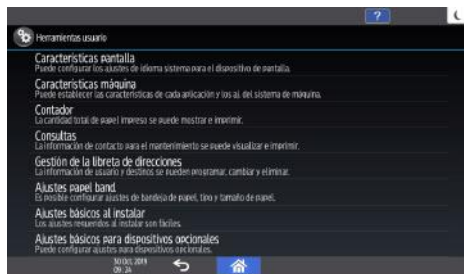 ?
Herramientas usuario
Características pantalla
Puede configurar los ajustes de idioma sistema para el dispositivo de pantalla.
Características máquina
Puede establecer las características de cada aplicación y los aj. del sistema de máquina.
Contador
La cantidad total de papel impreso se puede mostrar e imprimir.
Consultas
La información de contacto para el mantenimiento se puede visualizar e imprimir.
Gestión de la libreta de direcciones
La información de usuario y destinos se pueden programar, cambiar y eliminar.
Ajustes papel band.
Es posible configurar ajustes de bandeja de papel, tipo y tamaño de papel.
Ajustes básicos al instalar
Los ajustes requeridos al instalar son fáciles.
Ajustes básicos para dispositivos opcionales
Puede configurar ajustes para dispositivos opcionales.
30 Oct. 2019
09:24